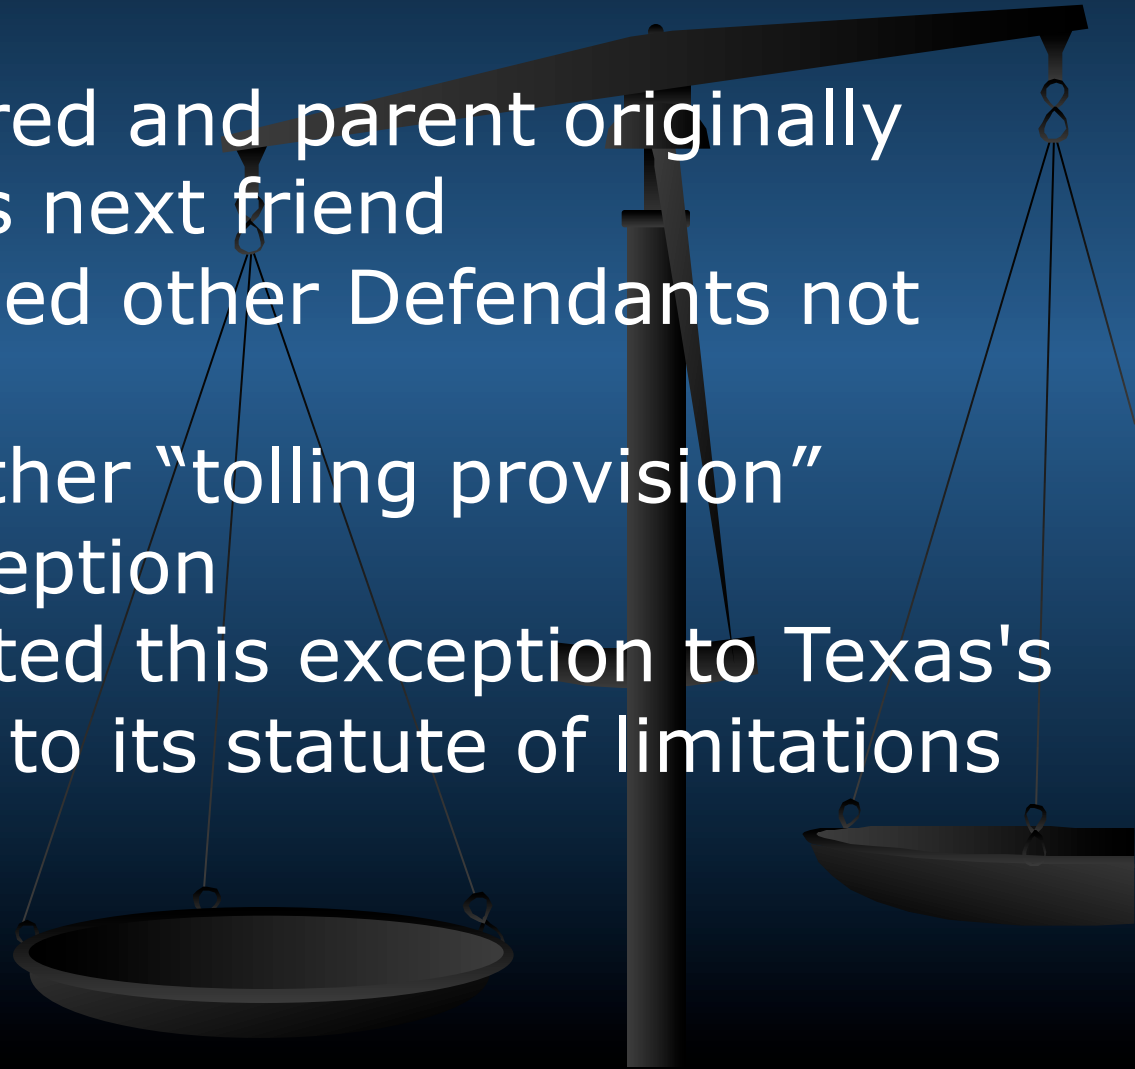 red and parent originally
s next friend
ed other Defendants not
ther “tolling provision”
eption
ted this exception to Texas's
to its statute of limitations